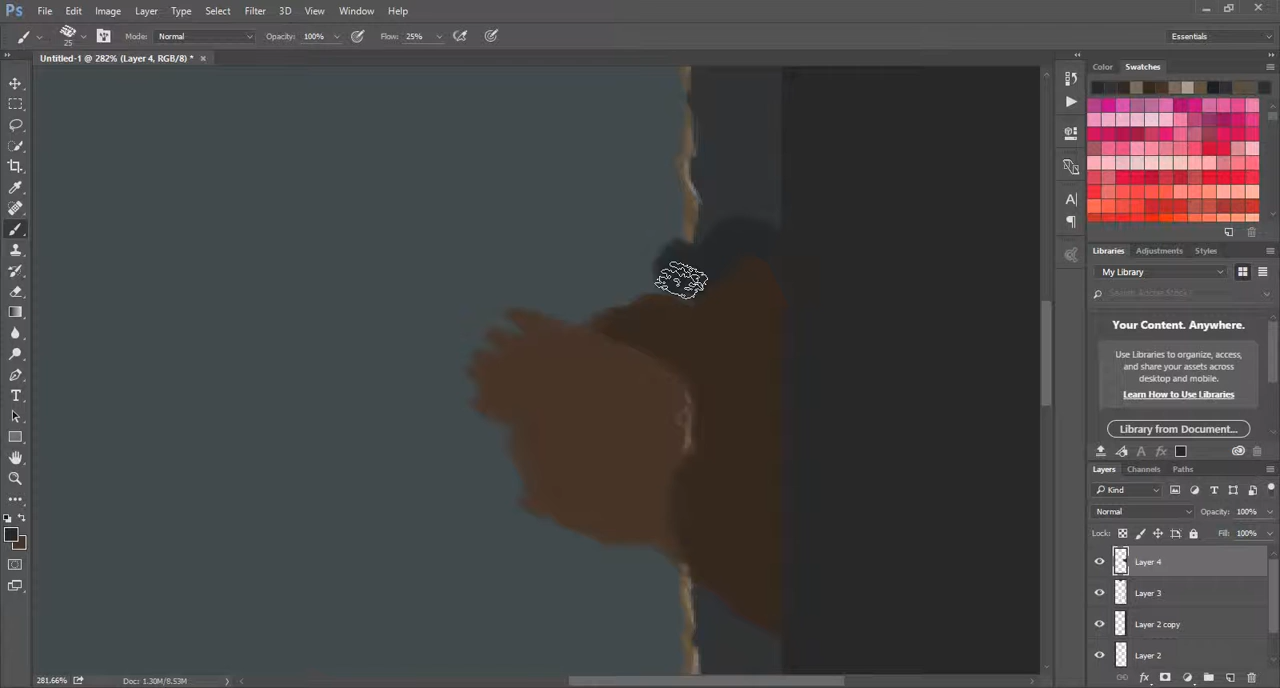 Ps File Edit Image Layer Type Select Filter 3D View Window Help
25 Mode: Normal Opacity: 100% Flow: 25% Essentials
Untitled-1 @ 282% (Layer 4, RGB/8) * ×
Color Swatches
Libraries Adjustments Styles
My Library
Search Adobe Stock
Your Content. Anywhere.
Use Libraries to organize, access,
and share your assets across
desktop and mobile.
Learn How to Use Libraries
Library from Document...
Layers Channels Paths
Kind
Normal Opacity: 100%
Lock: Fill: 100%
Layer 4
Layer 3
Layer 2 copy
Layer 2
281.66% Doc: 1.30M/8.53M